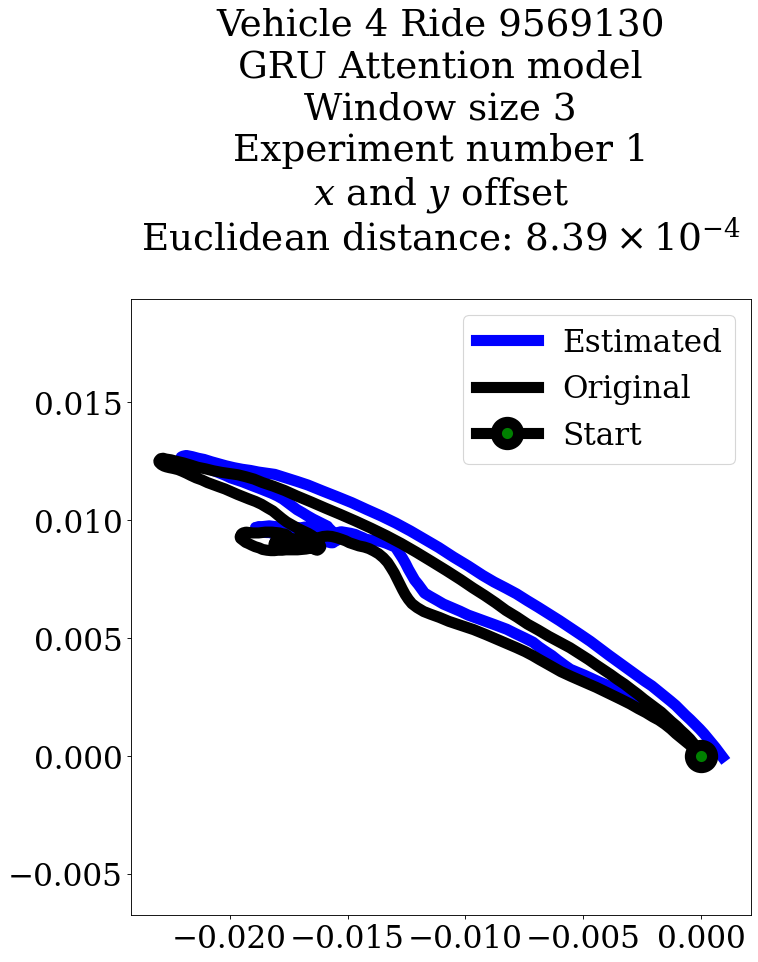 Vehicle 4 Ride 9569130
GRU Attention model
Window size 3
Experiment number 1
x and y offset
Euclidean distance: 8.39 × 10⁻⁴
Estimated
Original
Start
0.015
0.010
0.005
0.000
−0.005
−0.020 −0.015 −0.010 −0.005 0.000